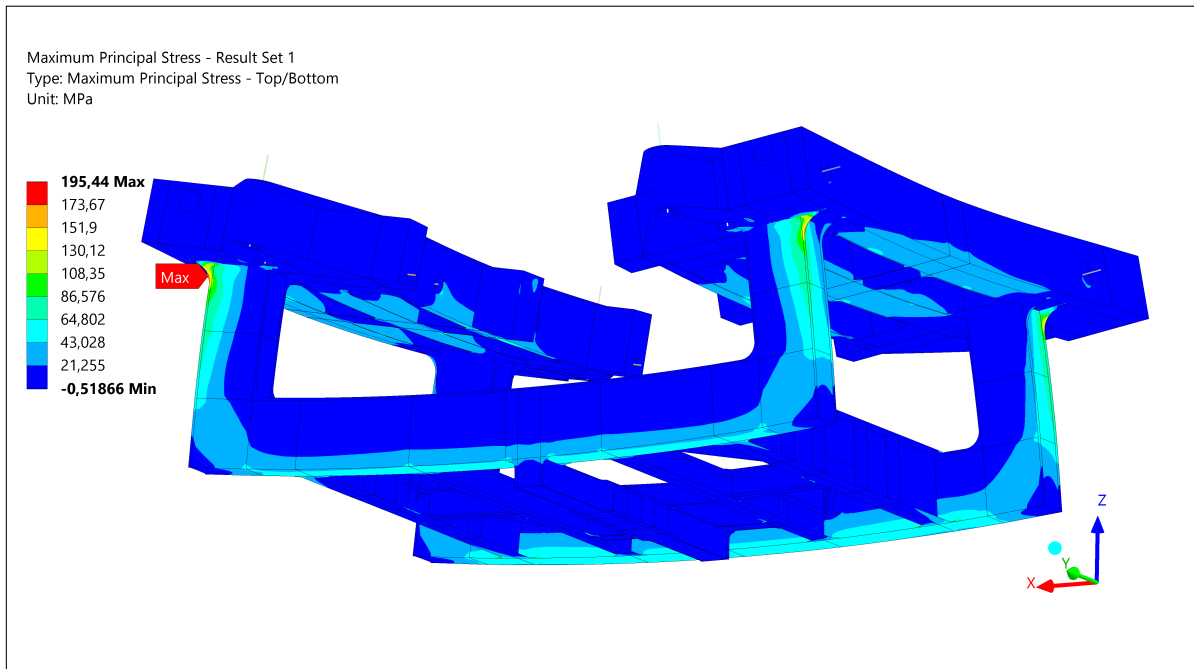 Maximum Principal Stress - Result Set 1
Type: Maximum Principal Stress - Top/Bottom
Unit: MPa
195,44 Max
173,67
151,9
130,12
108,35
86,576
64,802
43,028
21,255
-0,51866 Min
Max
Z
Y
X